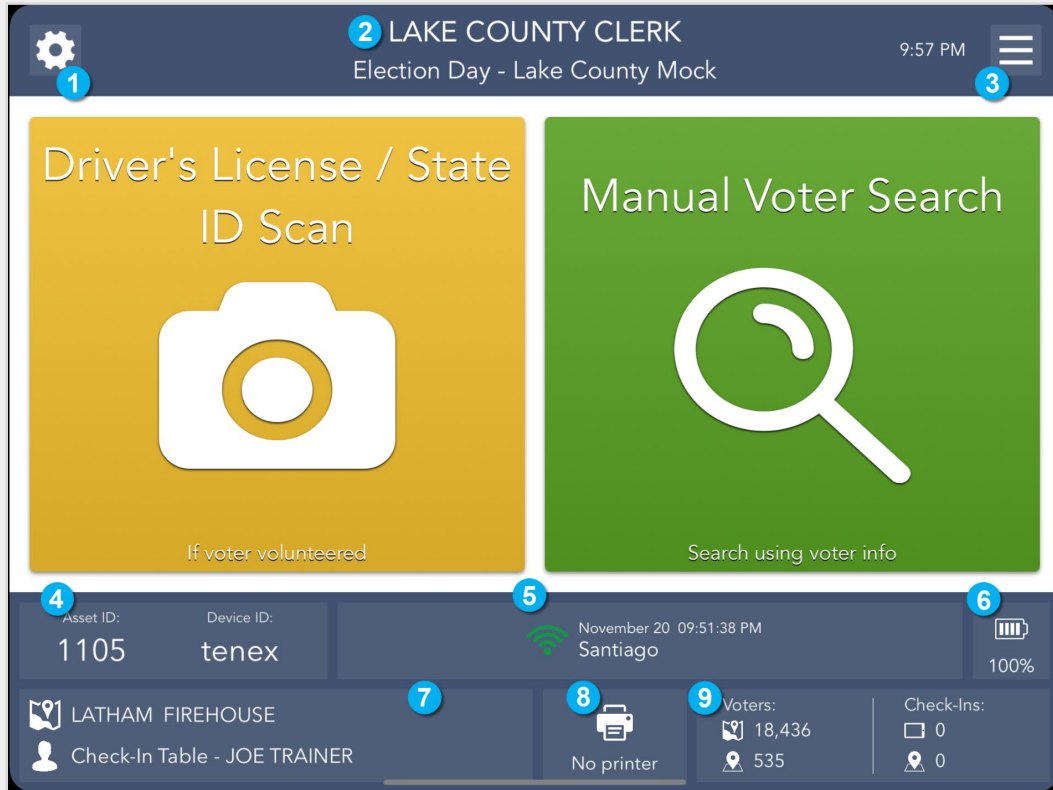 1
2 LAKE COUNTY CLERK
Election Day - Lake County Mock
9:57 PM
3
Driver's License / State
ID Scan
If voter volunteered
Manual Voter Search
Search using voter info
4
Asset ID: Device ID:
1105 tenex
5
November 20 09:51:38 PM
Santiago
6
100%
7
LATHAM FIREHOUSE
Check-In Table - JOE TRAINER
8
No printer
9
Voters:
18,436
535
Check-Ins:
0
0